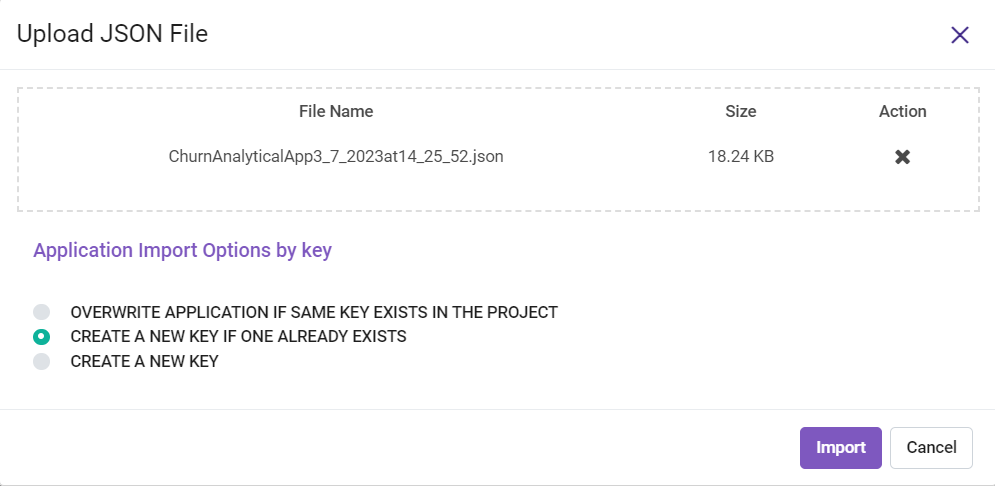 Upload JSON File
File Name Size Action
ChurnAnalyticalApp3_7_2023at14_25_52.json 18.24 KB
Application Import Options by key
OVERWRITE APPLICATION IF SAME KEY EXISTS IN THE PROJECT
CREATE A NEW KEY IF ONE ALREADY EXISTS
CREATE A NEW KEY
Import Cancel